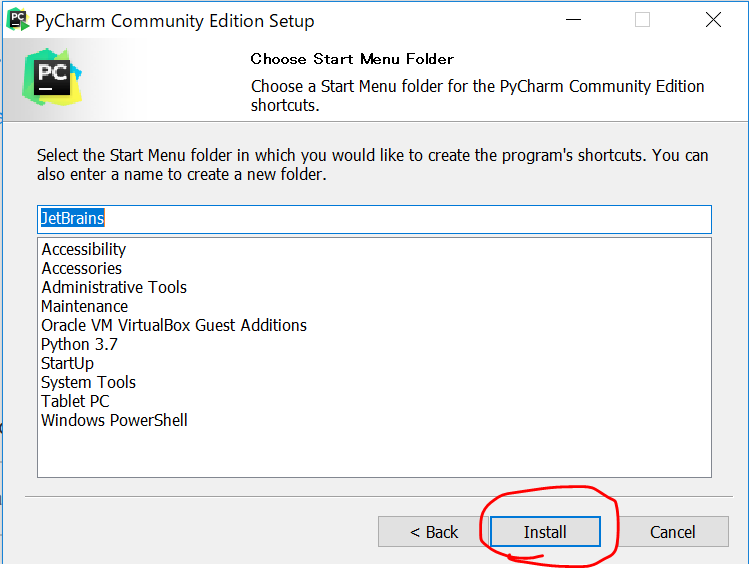 PyCharm Community Edition Setup
PC
Choose Start Menu Folder
Choose a Start Menu folder for the PyCharm Community Edition
shortcuts.
Select the Start Menu folder in which you would like to create the program's shortcuts. You can
also enter a name to create a new folder.
JetBrains
Accessibility
Accessories
Administrative Tools
Maintenance
Oracle VM VirtualBox Guest Additions
Python 3.7
StartUp
System Tools
Tablet PC
Windows PowerShell
< Back
Install
Cancel